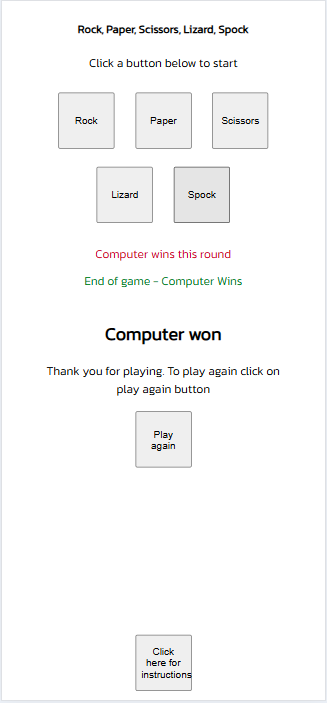 Rock, Paper, Scissors, Lizard, Spock
Click a button below to start
Rock
Paper
Scissors
Lizard
Spock
Computer wins this round
End of game - Computer Wins
Computer won
Thank you for playing. To play again click on
play again button
Play
again
Click
here for
instructions